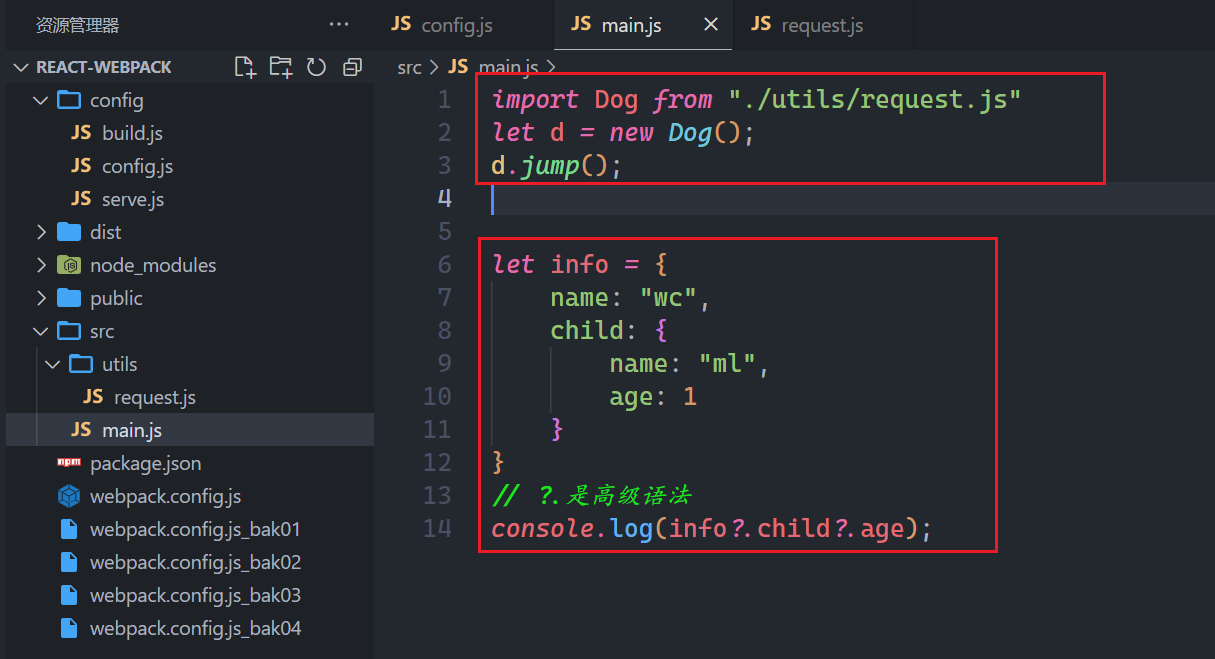 资源管理器 ···
JS config.js
JS main.js
JS request.js
REACT-WEBPACK
src > JS main.js >
config
JS build.js
JS config.js
JS serve.js
dist
node_modules
public
src
utils
JS request.js
JS main.js
npm package.json
webpack.config.js
webpack.config.js_bak01
webpack.config.js_bak02
webpack.config.js_bak03
webpack.config.js_bak04
1 import Dog from "./utils/request.js"
2 let d = new Dog();
3 d.jump();
4
5
6 let info = {
7     name: "wc",
8     child: {
9         name: "ml",
10         age: 1
11     }
12 }
13 // ?.是高级语法
14 console.log(info?.child?.age);